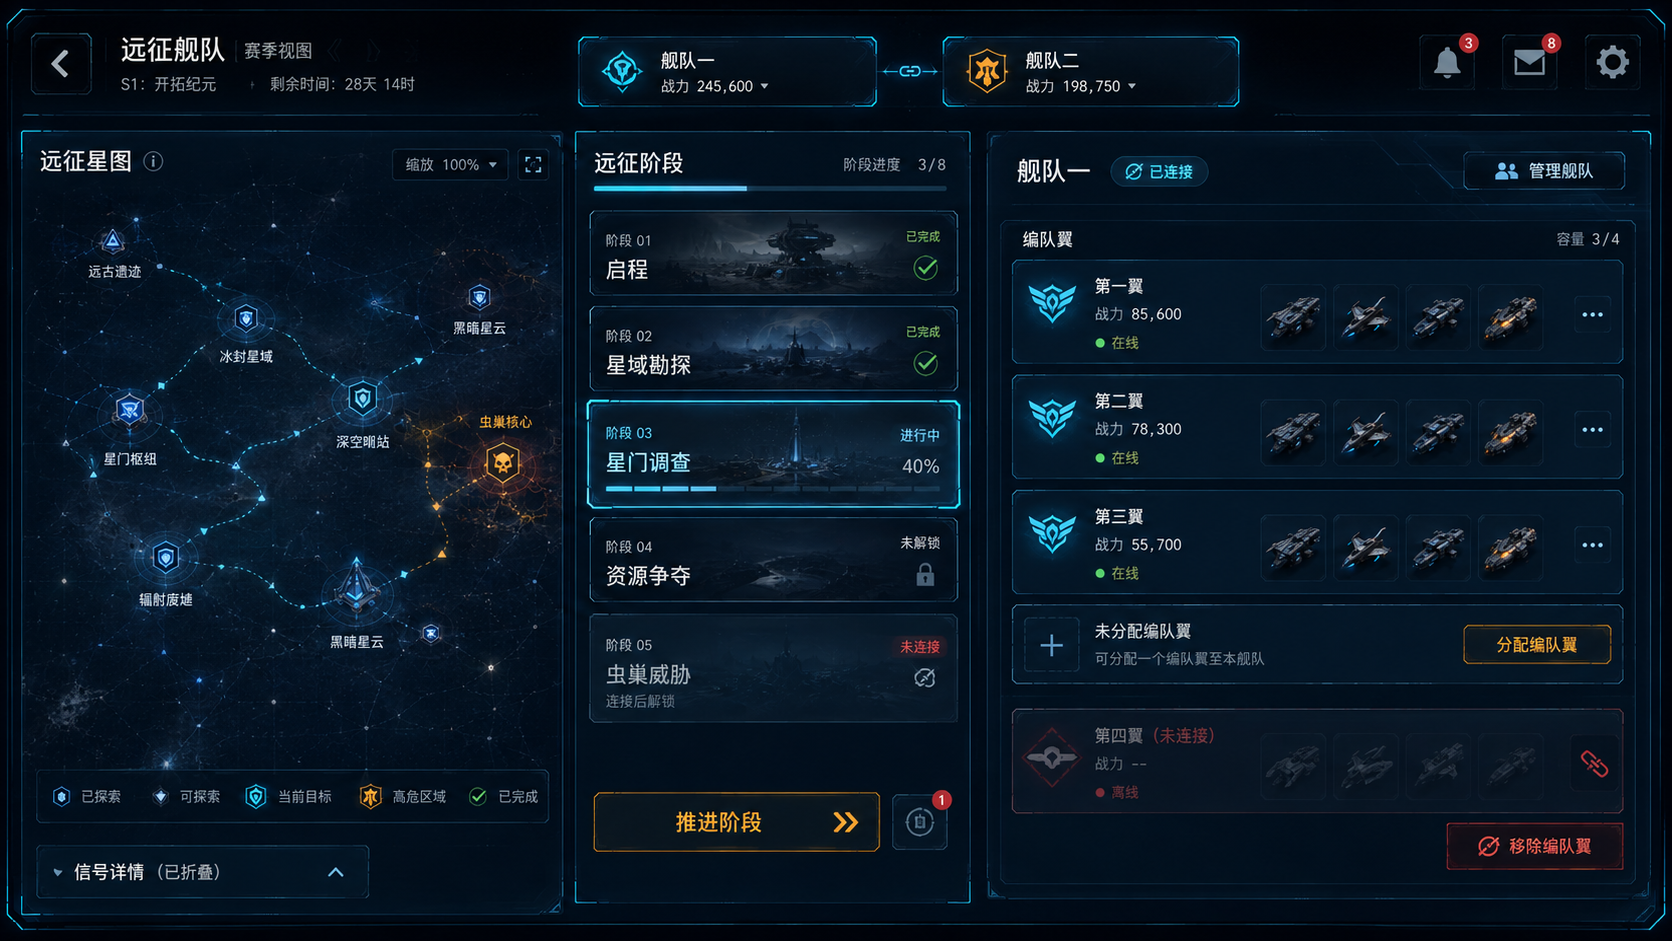 远征舰队 赛季视图
S1：开拓纪元 剩余时间：28天 14时
舰队一
战力 245,600
舰队二
战力 198,750
3
8
远征星图
缩放 100%
远古遗迹
黑暗星云
冰封星域
虫巢核心
星门枢纽
黑暗星云
已探索
可探索
当前目标
高危区域
已完成
信号详情（已折叠）
远征阶段
阶段进度 3/8
阶段 01
启程
已完成
阶段 02
星域勘探
已完成
阶段 03
星门调查
进行中
40%
阶段 04
资源争夺
未解锁
阶段 05
虫巢威胁
连接后解锁
未连接
推进阶段
1
舰队一
已连接
管理舰队
编队翼
容量 3/4
第一翼
战力 85,600
在线
第二翼
战力 78,300
在线
第三翼
战力 55,700
在线
未分配编队翼
可分配一个编队翼至本舰队
分配编队翼
第四翼（未连接）
战力 --
离线
移除编队翼